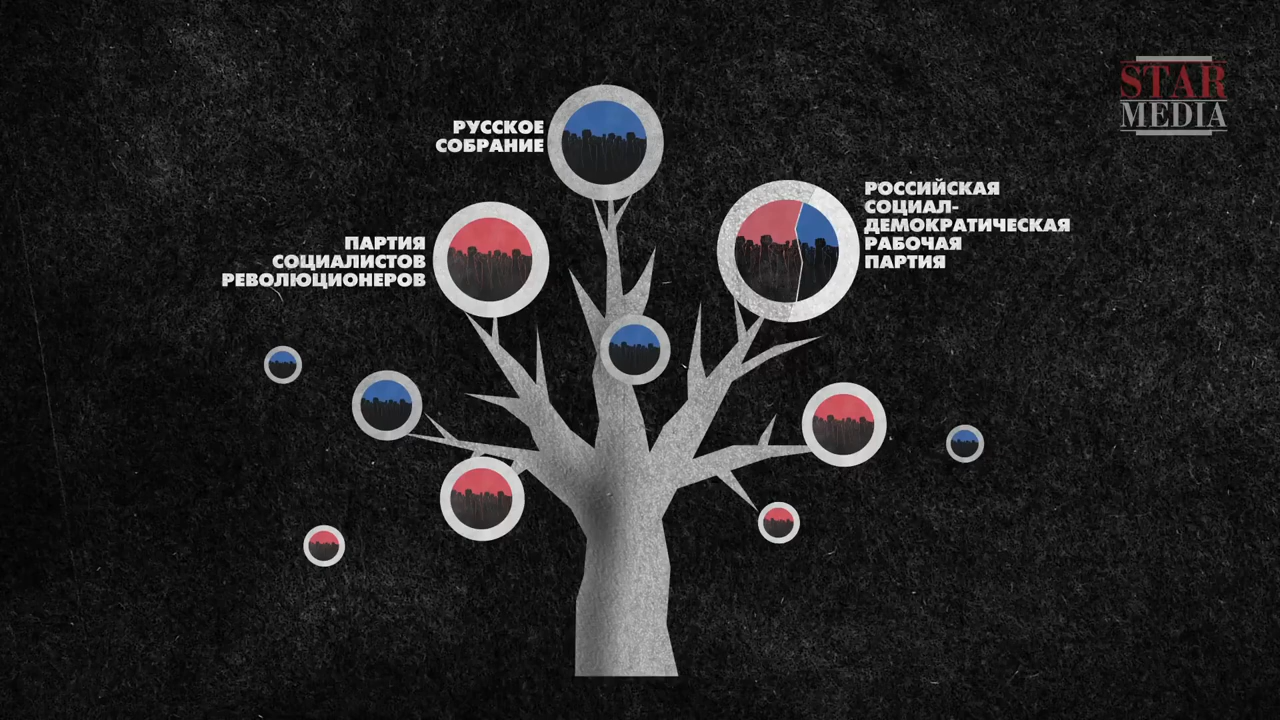 РУССКОЕ
СОБРАНИЕ
ПАРТИЯ
СОЦИАЛИСТОВ
РЕВОЛЮЦИОНЕРОВ
РОССИЙСКАЯ
СОЦИАЛ-
ДЕМОКРАТИЧЕСКАЯ
РАБОЧАЯ
ПАРТИЯ
STAR
MEDIA